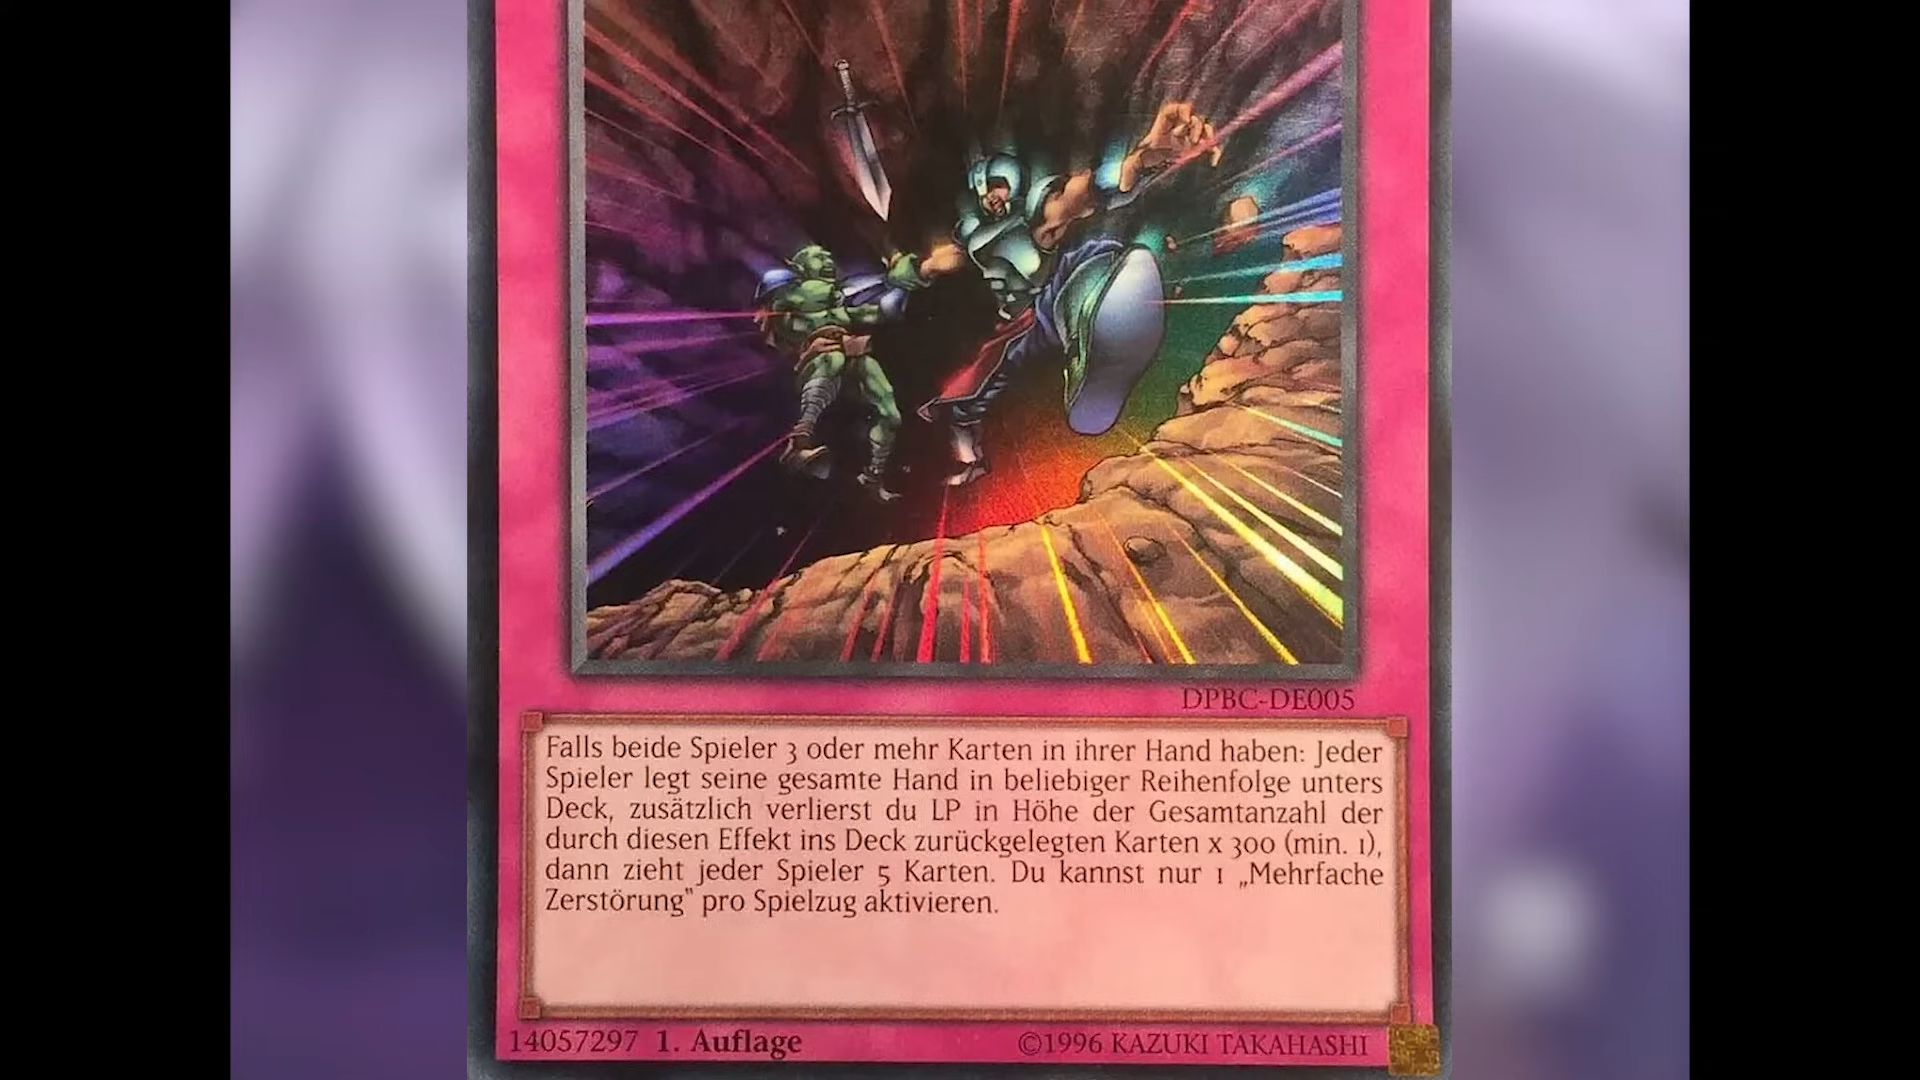 DPBC-DE005
Falls beide Spieler 3 oder mehr Karten in ihrer Hand haben: Jeder
Spieler legt seine gesamte Hand in beliebiger Reihenfolge unters
Deck, zusätzlich verlierst du LP in Höhe der Gesamtanzahl der
durch diesen Effekt ins Deck zurückgelegten Karten x 300 (min. 1),
dann zieht jeder Spieler 5 Karten. Du kannst nur 1 „Mehrfache
Zerstörung" pro Spielzug aktivieren.
14057297 1. Auflage ©1996 KAZUKI TAKAHASHI